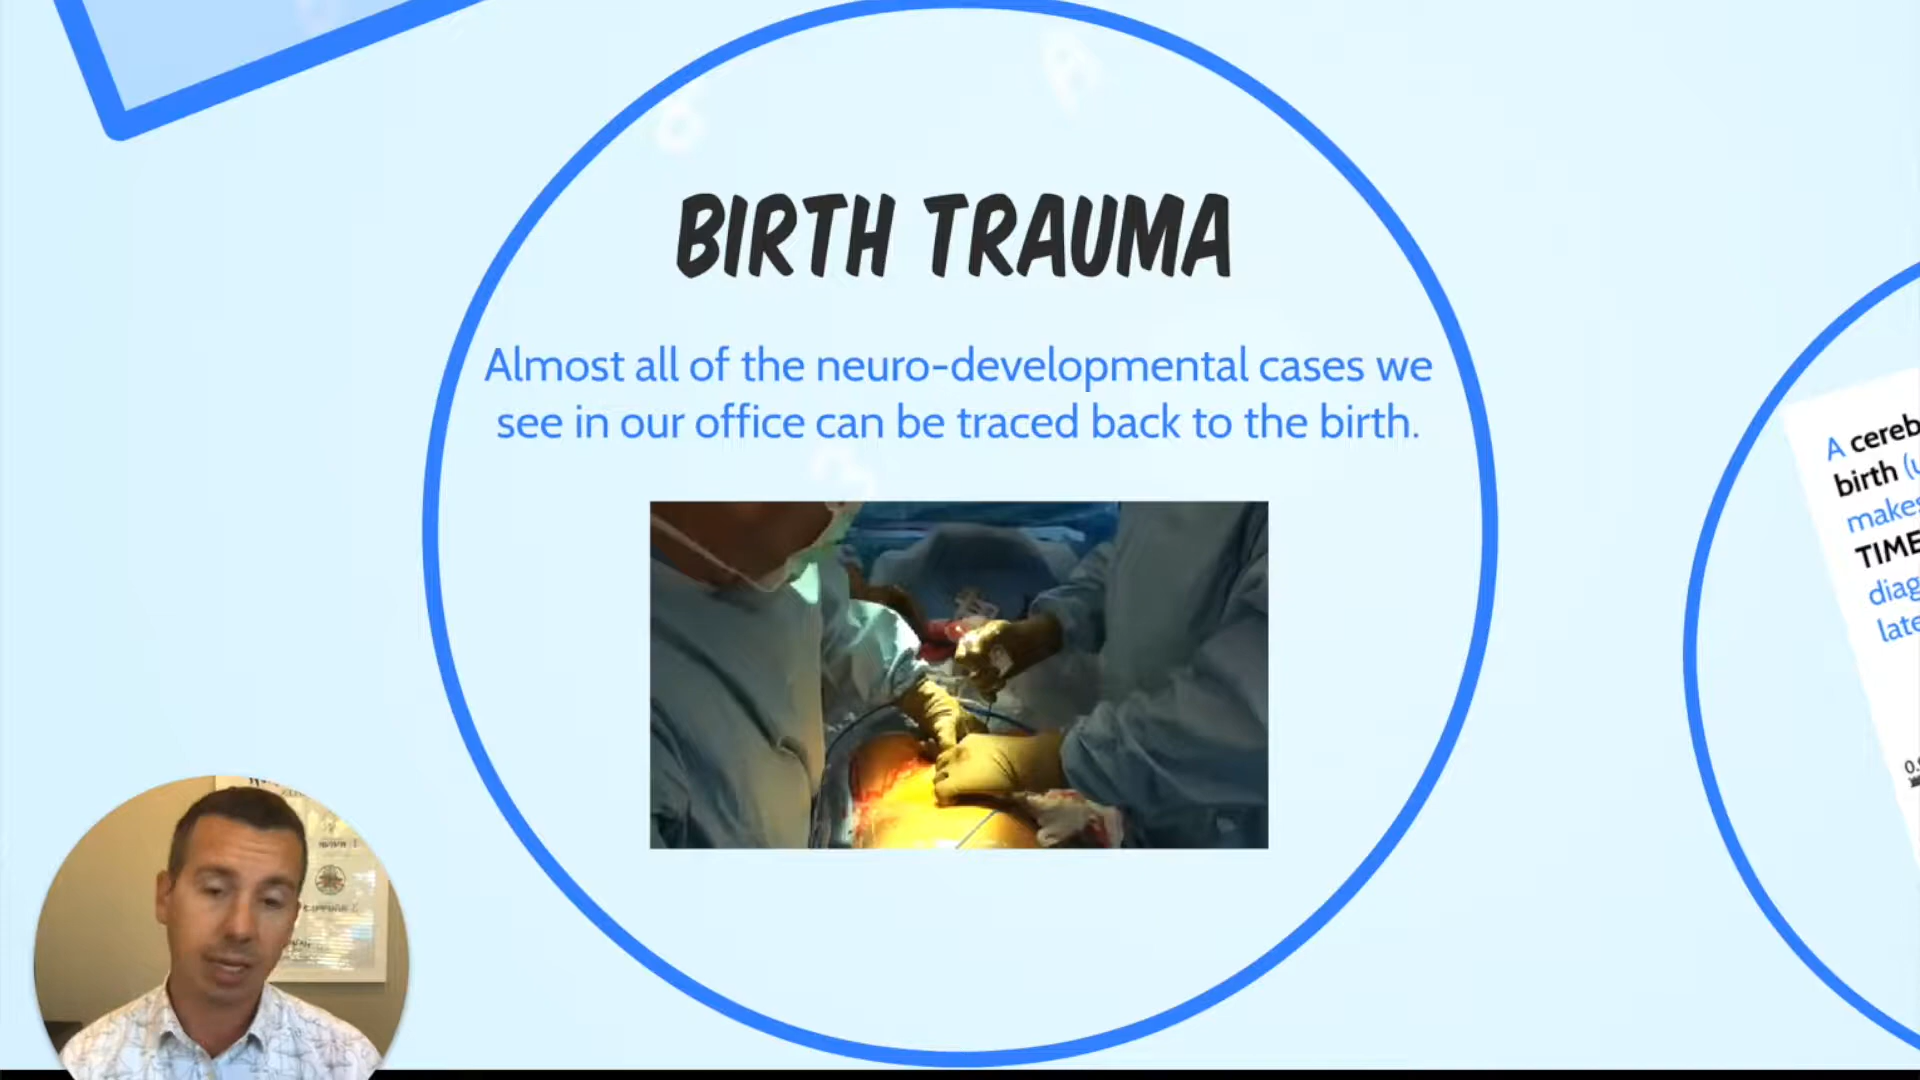 BIRTH TRAUMA
Almost all of the neuro-developmental cases we
see in our office can be traced back to the birth.
A cereb
birth (u
makes
TIME
diag
late